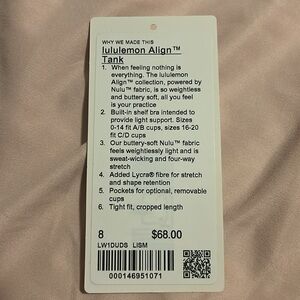 WHY WE MADE THIS
lululemon Align™
Tank
1. When feeling nothing is
everything. The lululemon
Align™ collection, powered by
Nulu™ fabric, is so weightless
and buttery soft, all you feel
is your practice
2. Built-in shelf bra intended to
provide light support. Sizes
0-14 fit A/B cups, sizes 16-20
fit C/D cups
3. Our buttery-soft Nulu™ fabric
feels weightlessly light and is
sweat-wicking and four-way
stretch
4. Added Lycra® fibre for stretch
and shape retention
5. Pockets for optional, removable
cups
6. Tight fit, cropped length
8 $68.00
LW1DUDS LISM
000146951071